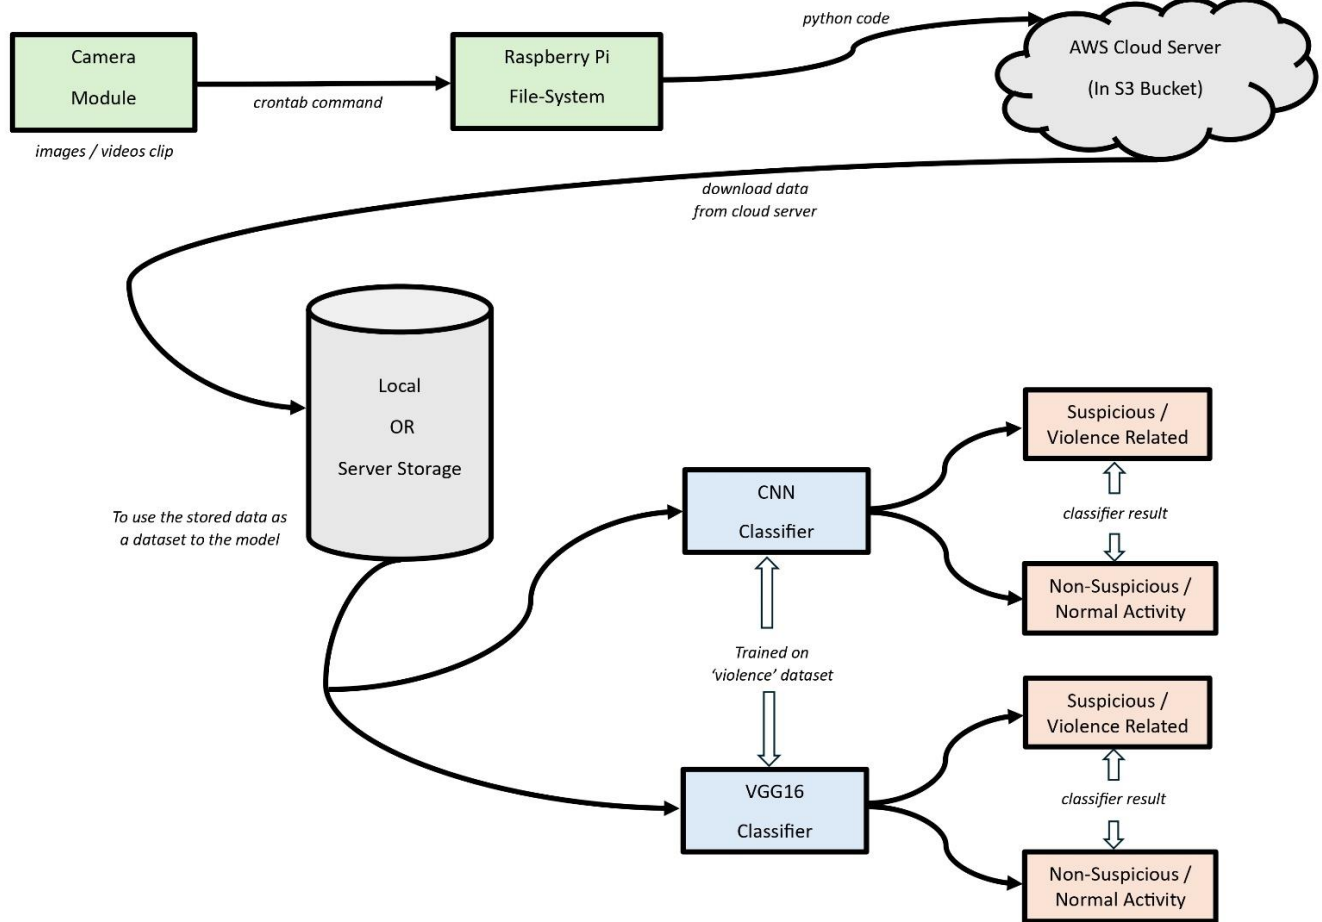 python code
Camera
Module
crontab command
Raspberry Pi
File-System
AWS Cloud Server
(In S3 Bucket)
images / videos clip
download data
from cloud server
Local
OR
Server Storage
To use the stored data as
a dataset to the model
CNN
Classifier
Suspicious /
Violence Related
classifier result
Non-Suspicious /
Normal Activity
Trained on
‘violence’ dataset
VGG16
Classifier
Suspicious /
Violence Related
classifier result
Non-Suspicious /
Normal Activity